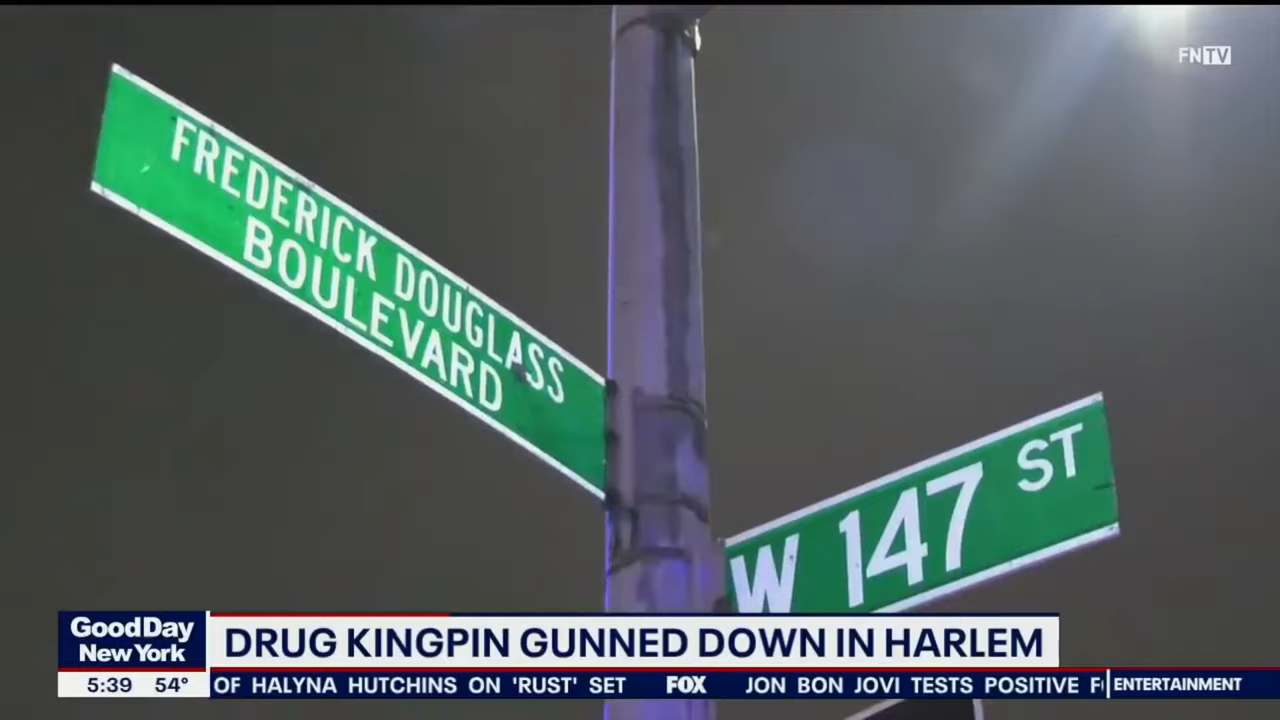 FNTV
FREDERICK DOUGLASS
BOULEVARD
W 147 ST
GoodDay
New York
DRUG KINGPIN GUNNED DOWN IN HARLEM
5:39 54° OF HALYNA HUTCHINS ON 'RUST' SET FOX JON BON JOVI TESTS POSITIVE ENTERTAINMENT